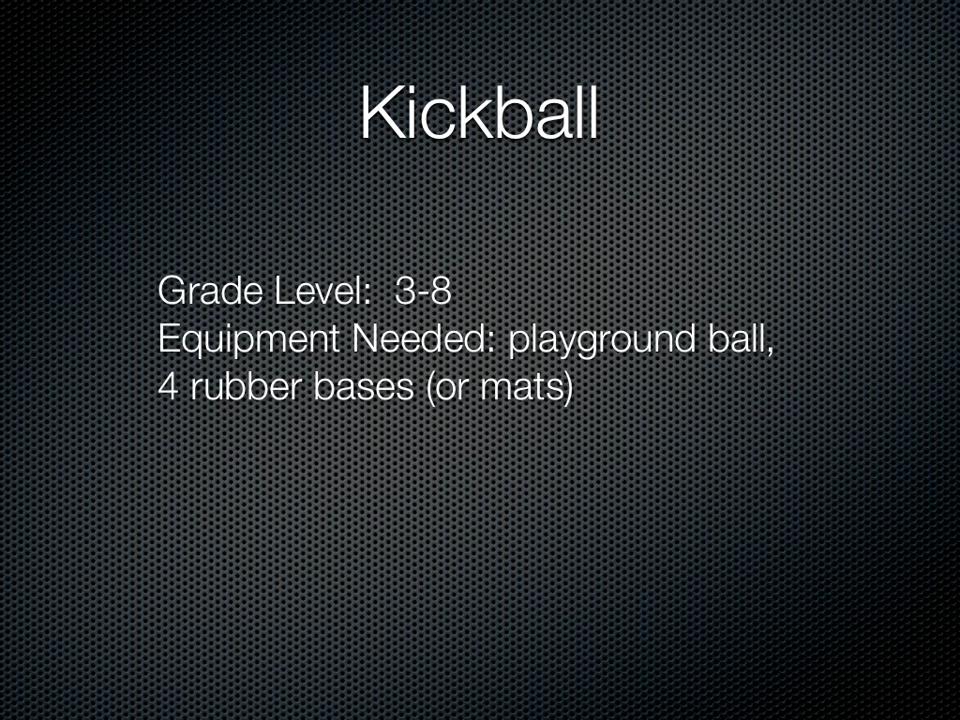 Kickball
Grade Level:  3-8
Equipment Needed: playground ball,
4 rubber bases (or mats)